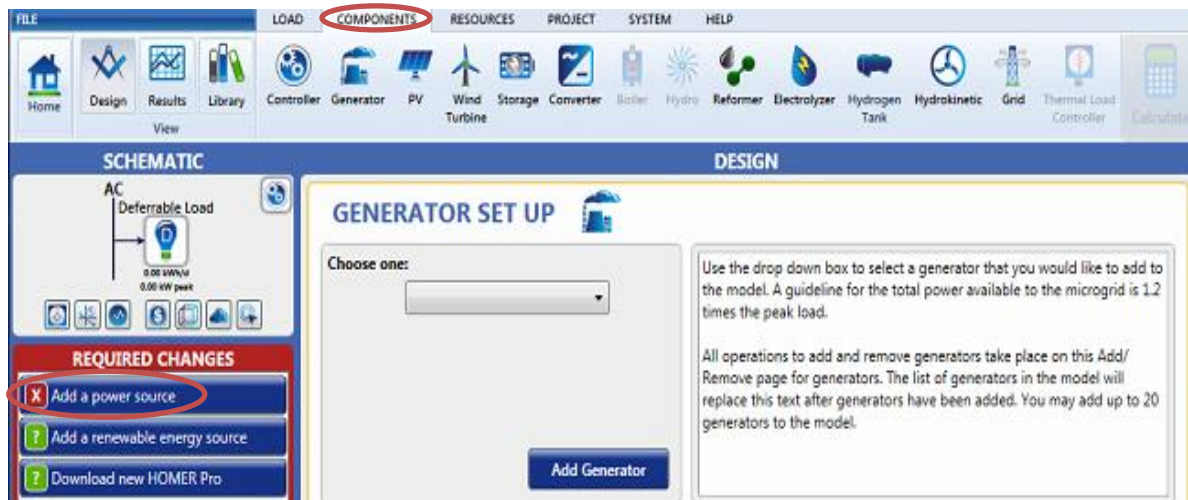 FILE
LOAD COMPONENTS RESOURCES PROJECT SYSTEM HELP
Home Design Results Library Controller Generator PV Wind Storage Converter Boiler Hydro Reformer Electrolyzer Hydrogen Hydrokinetic Grid Thermal Load Calculate
Turbine Tank Controller
View
SCHEMATIC
DESIGN
AC
Deferrable Load
D
0.00 kWh/d
0.00 kW peak
REQUIRED CHANGES
X Add a power source
? Add a renewable energy source
? Download new HOMER Pro
GENERATOR SET UP
Choose one:
Add Generator
Use the drop down box to select a generator that you would like to add to
the model. A guideline for the total power available to the microgrid is 1.2
times the peak load.
All operations to add and remove generators take place on this Add/
Remove page for generators. The list of generators in the model will
replace this text after generators have been added. You may add up to 20
generators to the model.